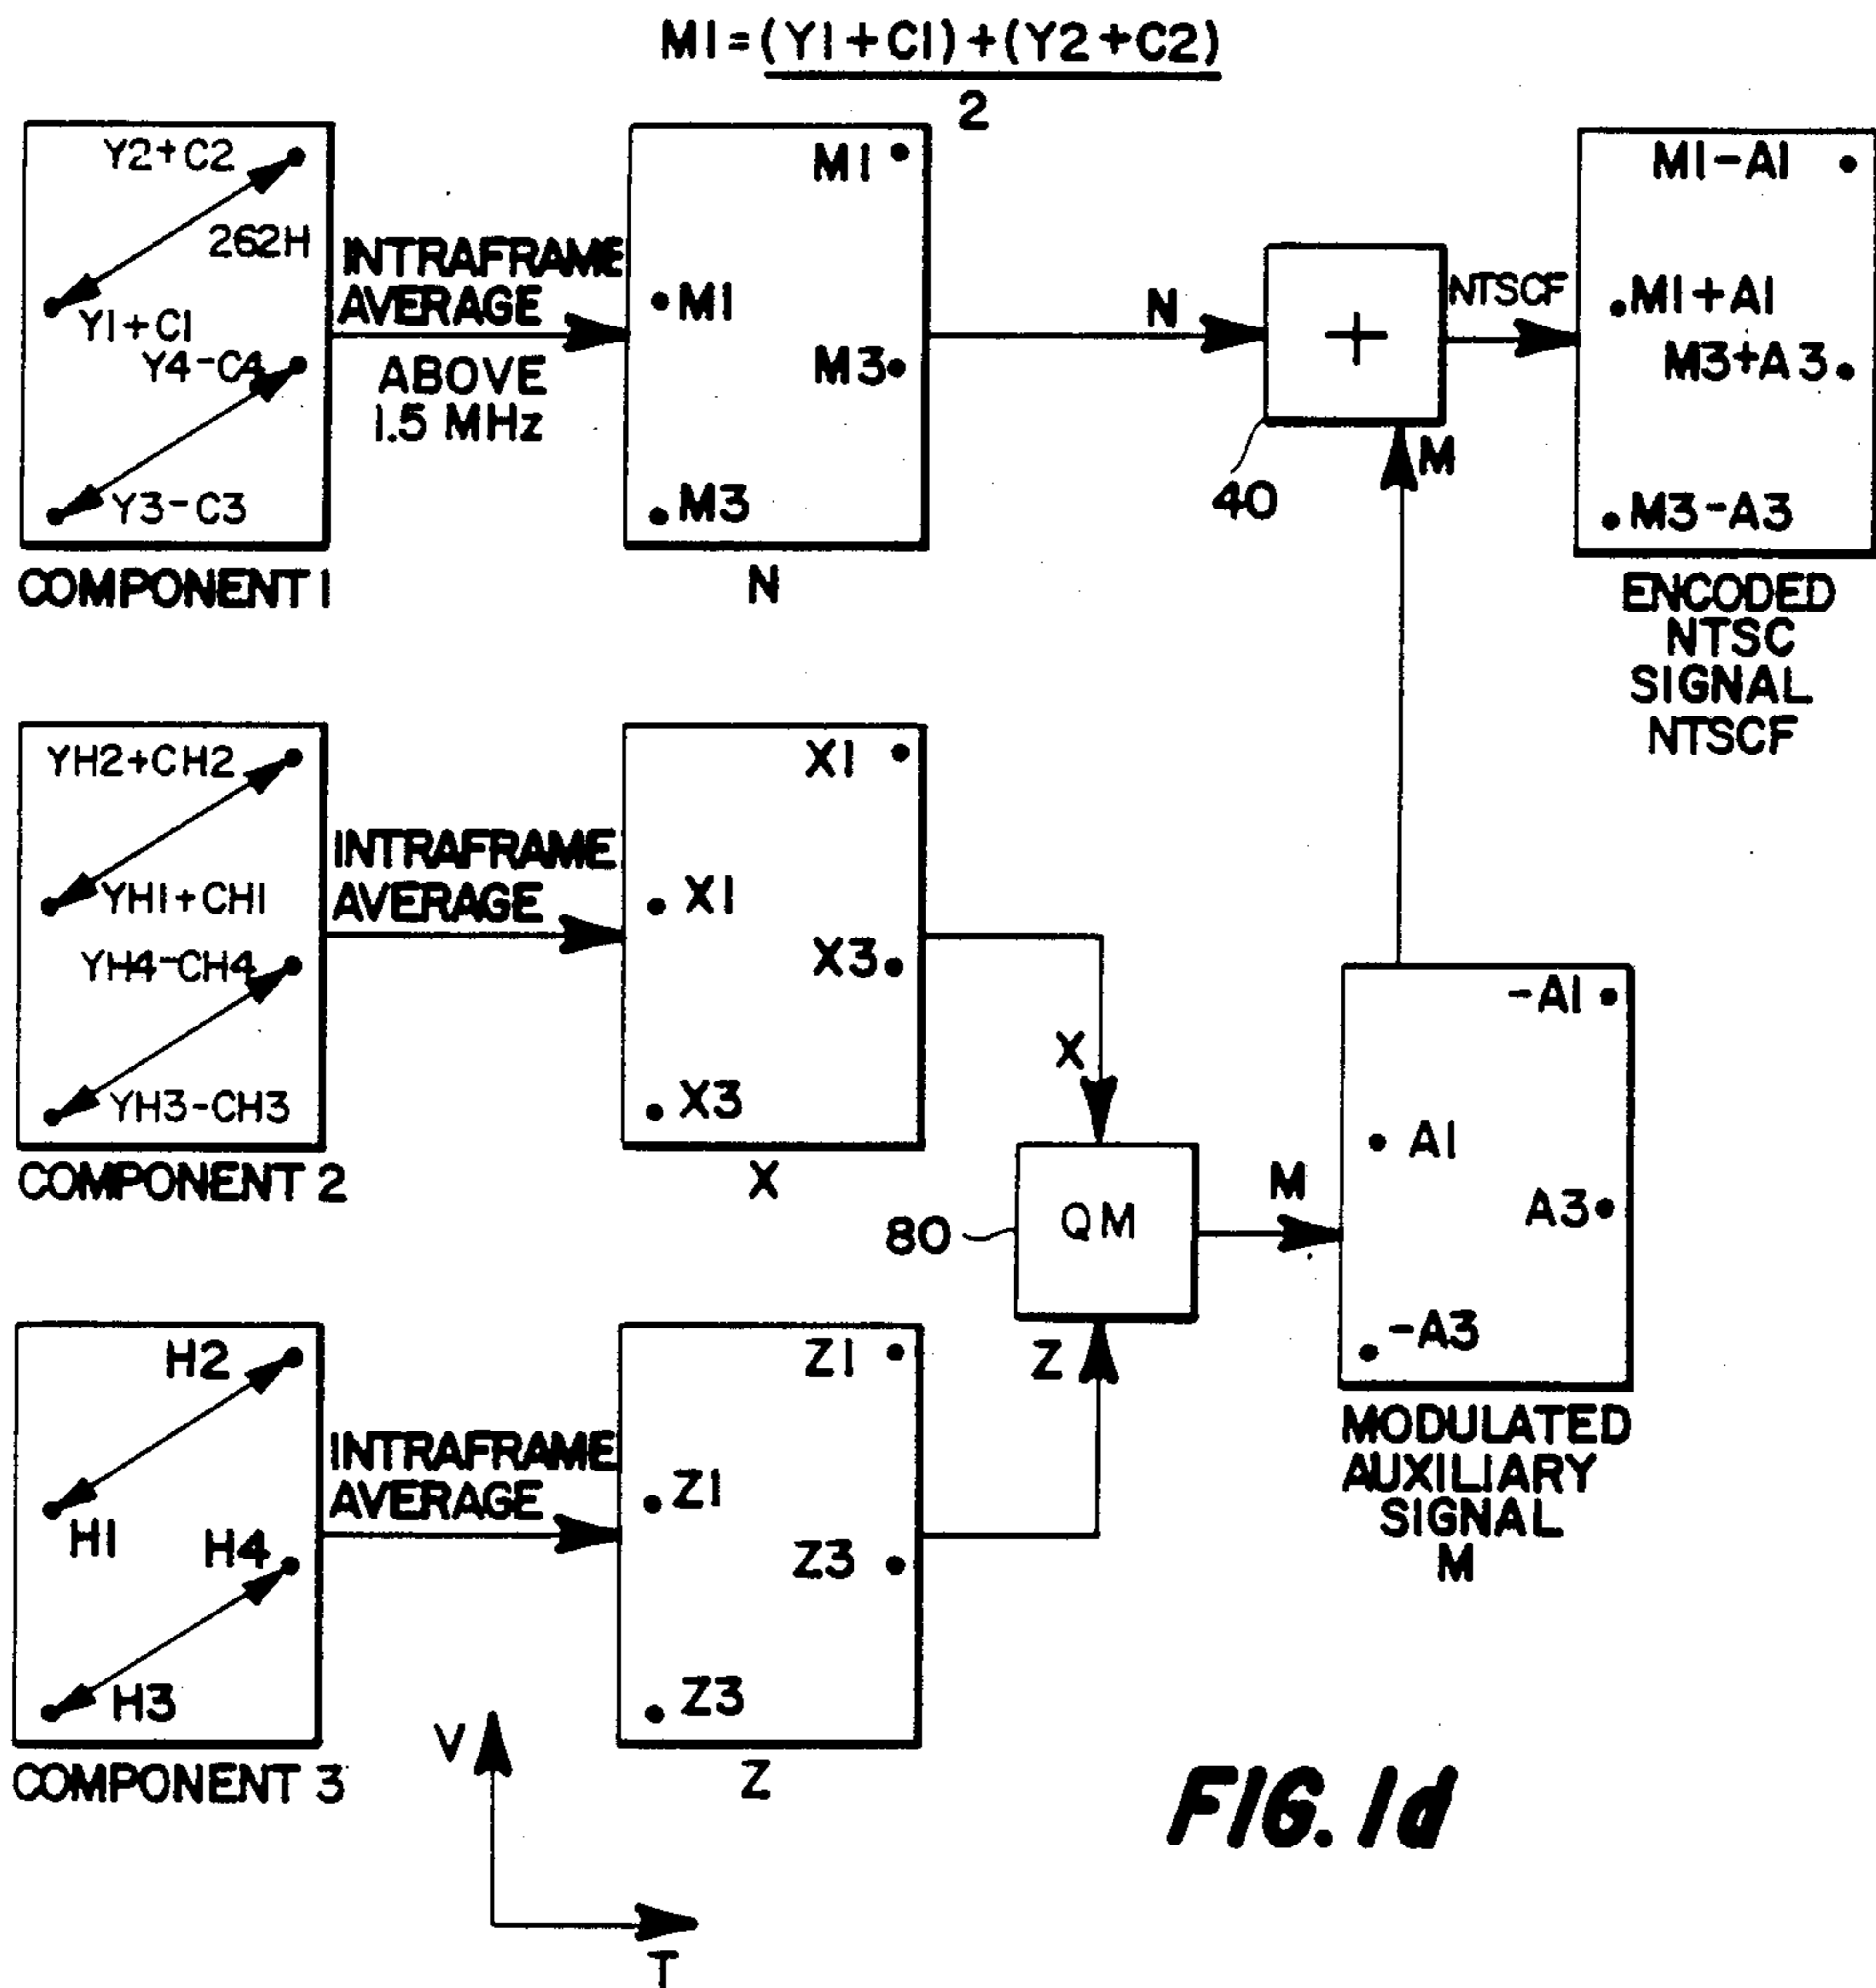 M1=(Y1+C1)+(Y2+C2)
2
Y2+C2
262H
Y1+C1
Y4-C4
Y3-C3
COMPONENT 1
INTRAFRAME
AVERAGE
ABOVE
1.5 MHz
M1
M1
M3
M3
N
N
+
40
M
NTSCF
M1-A1
M1+A1
M3+A3
M3-A3
ENCODED
NTSC
SIGNAL
NTSCF
YH2+CH2
YH1+CH1
YH4-CH4
YH3-CH3
COMPONENT 2
INTRAFRAME
AVERAGE
X1
X1
X3
X3
X
X
QM
80
Z
M
-A1
A1
A3
-A3
MODULATED
AUXILIARY
SIGNAL
M
H2
H1
H4
H3
COMPONENT 3
INTRAFRAME
AVERAGE
Z1
Z1
Z3
Z3
Z
V
T
FIG. 1d